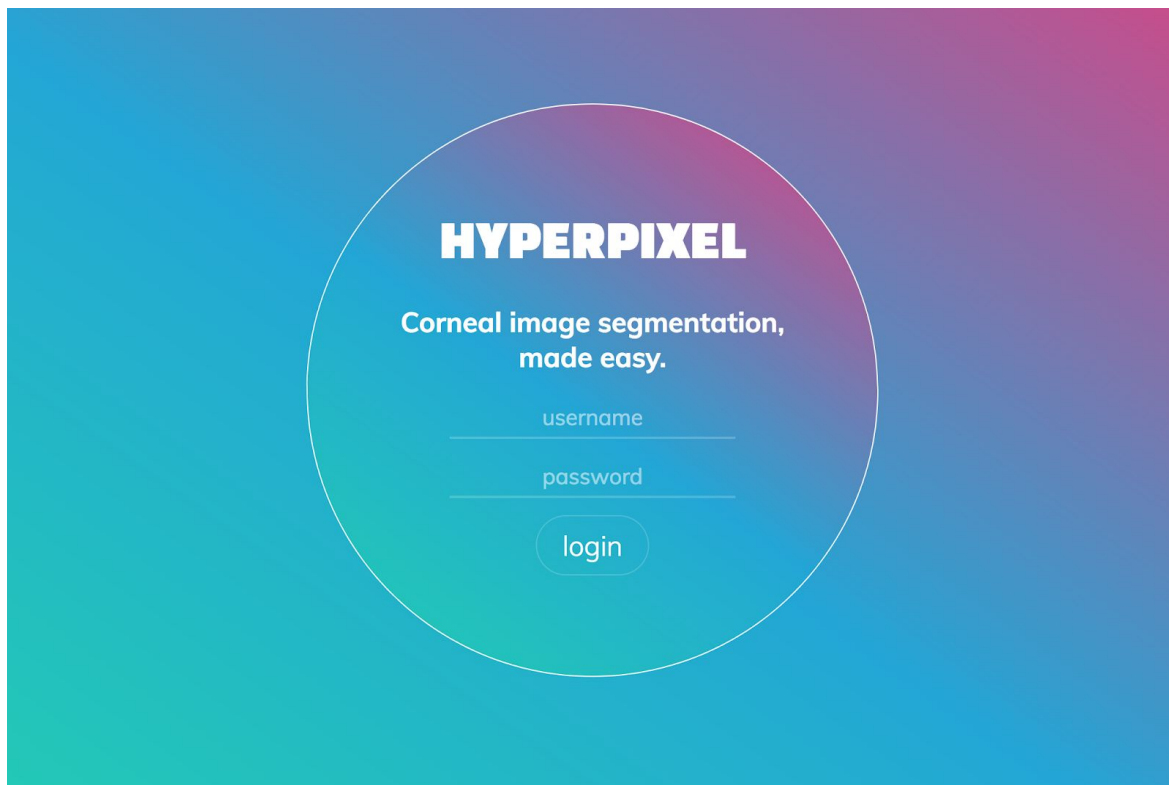 HYPERPIXEL
Corneal image segmentation,
made easy.
username
password
login